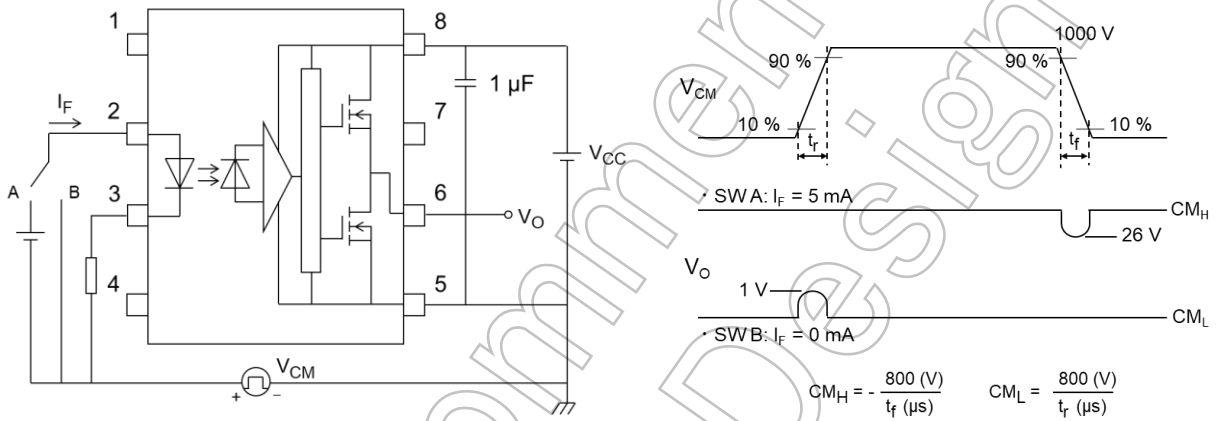 1
8
2
7
3
6
4
5
I_F
A
B
1 µF
V_CC
V_O
V_CM
+
−
V_CM
1000 V
90 %
90 %
10 %
10 %
t_r
t_f
・SW A: I_F = 5 mA
CM_H
26 V
V_O
1 V
CM_L
・SW B: I_F = 0 mA
CM_H = - 800 (V) / t_f (µs)
CM_L = 800 (V) / t_r (µs)
ommen
Design